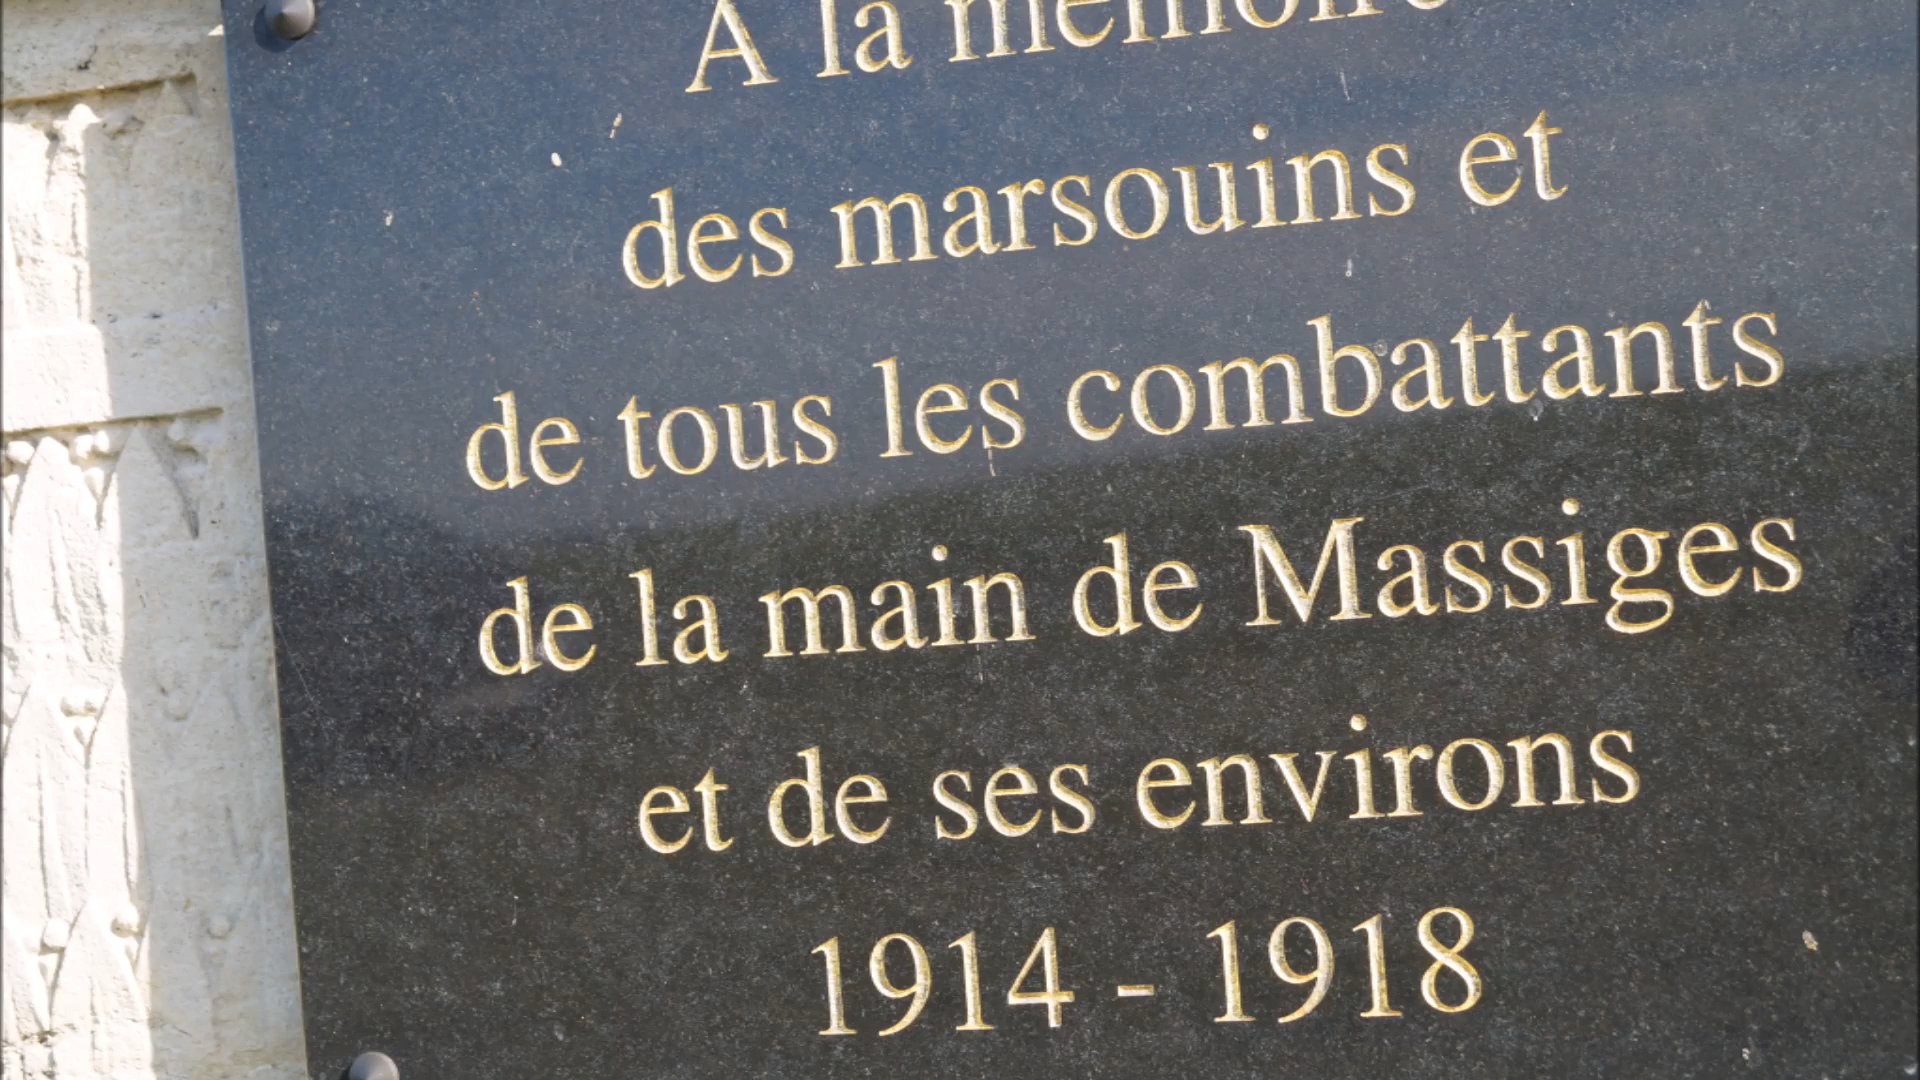 A la mémoire
des marsouins et
de tous les combattants
de la main de Massiges
et de ses environs
1914 - 1918